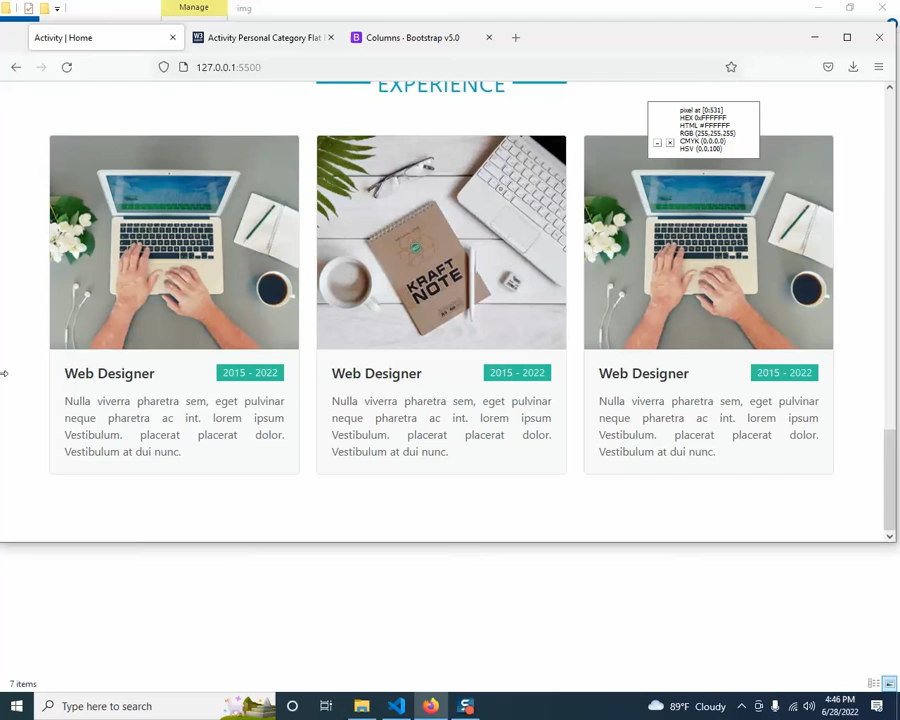 Manage
img
Activity | Home
Activity Personal Category Flat
Columns · Bootstrap v5.0
127.0.0.1:5500
EXPERIENCE
pixel at [0:531]
HEX 0xFFFFFF
HTML #FFFFFF
RGB (255,255,255)
CMYK (0,0,0,0)
HSV (0,0,100)
KRAFT
NOTE
Web Designer
2015 - 2022
Nulla viverra pharetra sem, eget pulvinar
neque pharetra ac int. lorem ipsum
Vestibulum. placerat placerat dolor.
Vestibulum at dui nunc.
Web Designer
2015 - 2022
Nulla viverra pharetra sem, eget pulvinar
neque pharetra ac int. lorem ipsum
Vestibulum. placerat placerat dolor.
Vestibulum at dui nunc.
Web Designer
2015 - 2022
Nulla viverra pharetra sem, eget pulvinar
neque pharetra ac int. lorem ipsum
Vestibulum. placerat placerat dolor.
Vestibulum at dui nunc.
7 items
Type here to search
89°F Cloudy
4:46 PM
6/28/2022